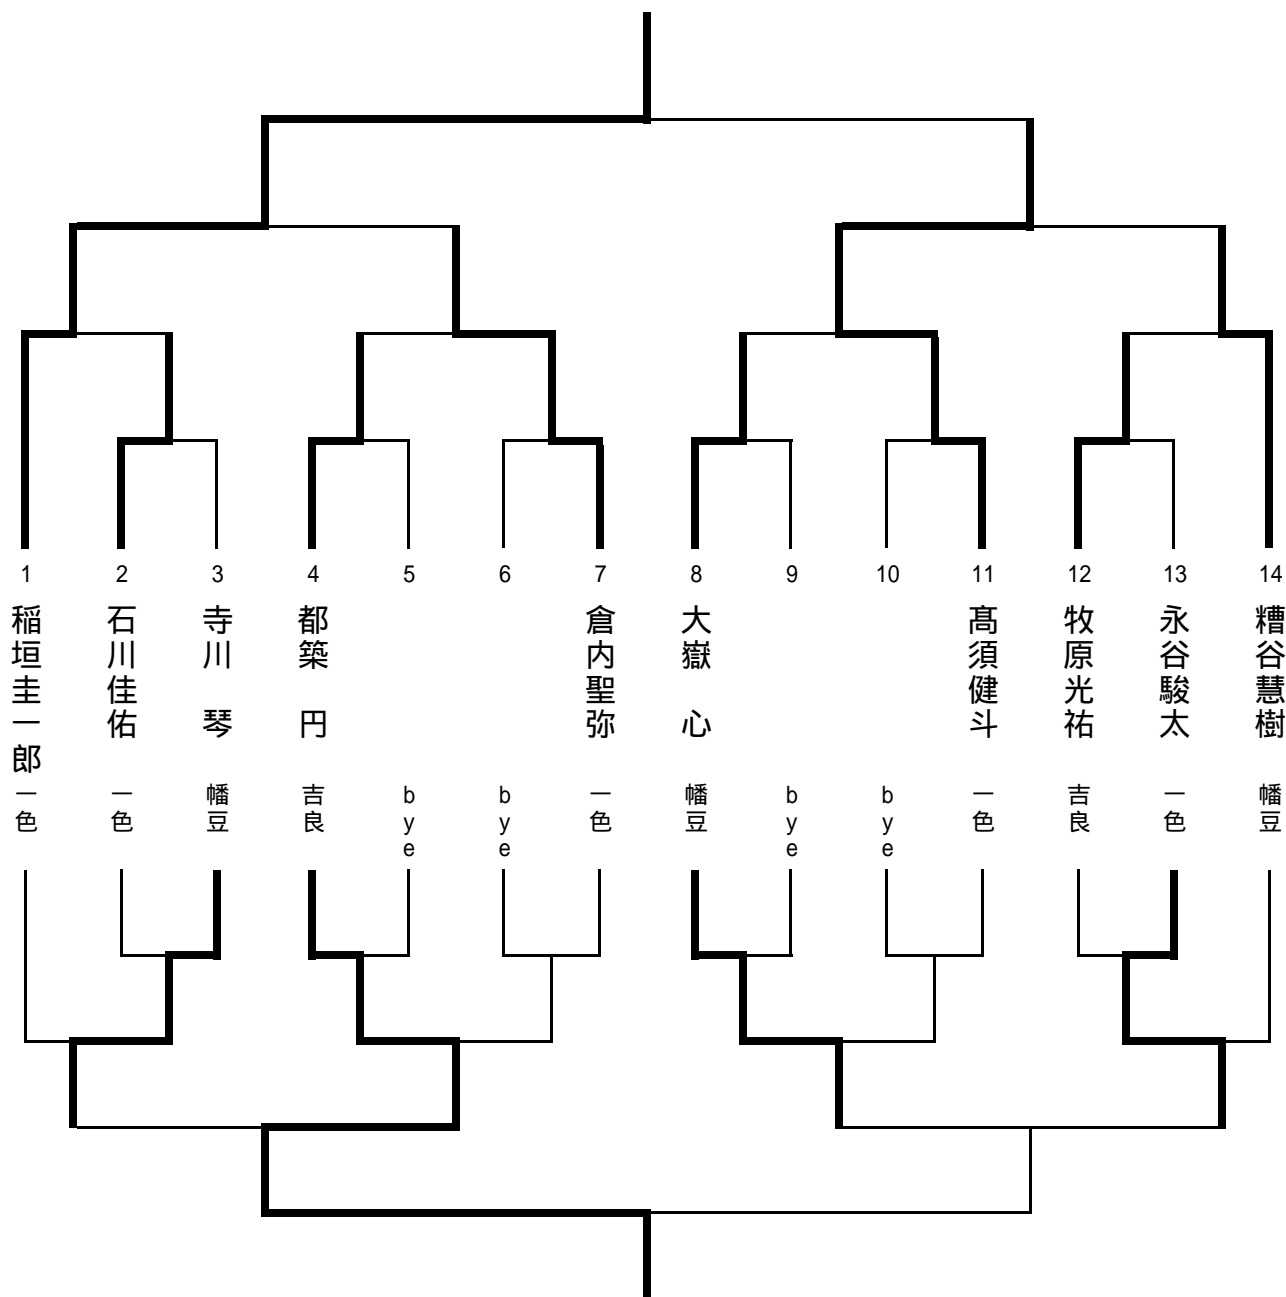 1 2 3 4 5 6 7 8 9 10 11 12 13 14
稲垣圭一郎
石川佳佑
寺川　琴
都築　円
倉内聖弥
大嶽　心
髙須健斗
牧原光祐
永谷駿太
糟谷慧樹
一色
一色
幡豆
吉良
bye
bye
一色
幡豆
bye
bye
一色
吉良
一色
幡豆